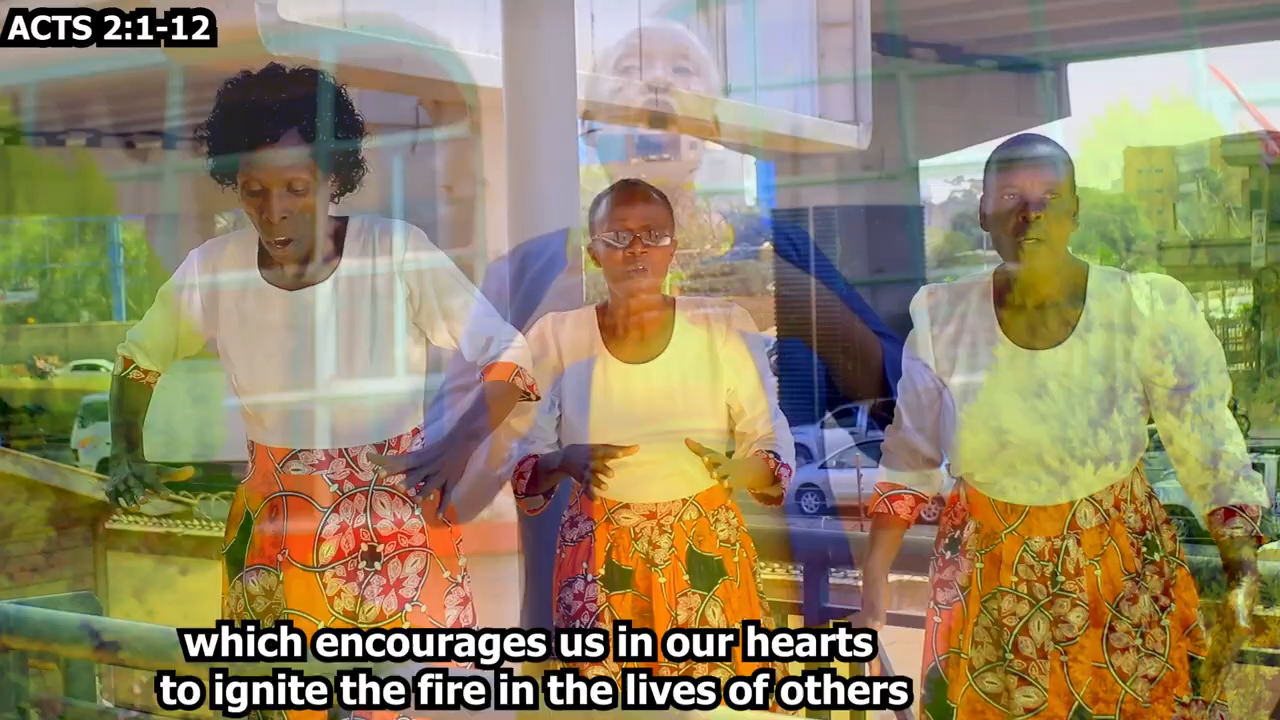 ACTS 2:1-12
which encourages us in our hearts
to ignite the fire in the lives of others